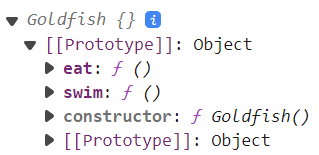 Goldfish {} i
[[Prototype]]: Object
eat: ƒ ()
swim: ƒ ()
constructor: ƒ Goldfish()
[[Prototype]]: Object